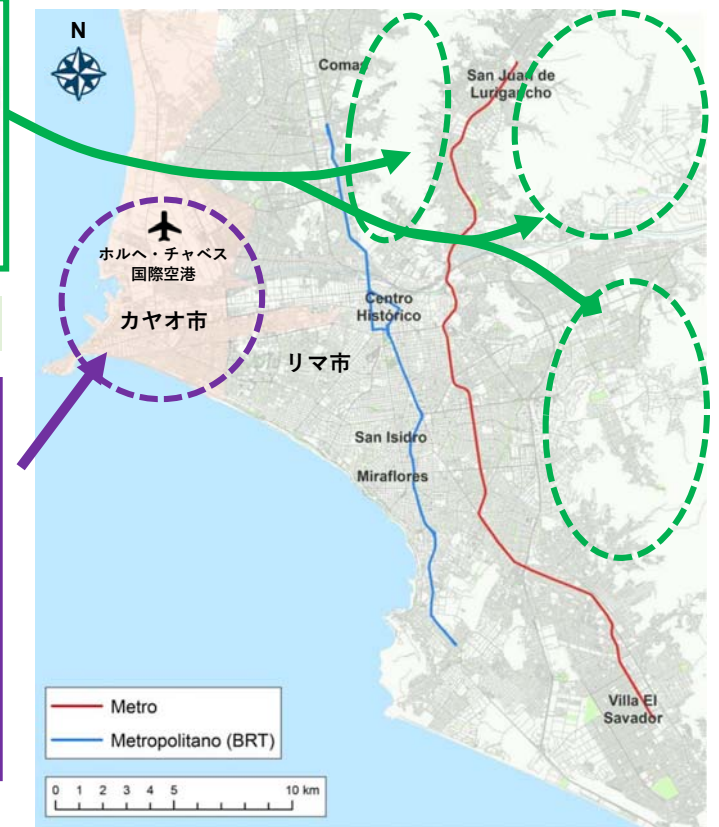 N
Comas
San Juan de
Lurigancho
ホルヘ・チャベス
国際空港
カヤオ市
Centro
Histórico
リマ市
San Isidro
Miraflores
Villa El
Savador
Metro
Metropolitano (BRT)
0 1 2 3 4 5 10 km